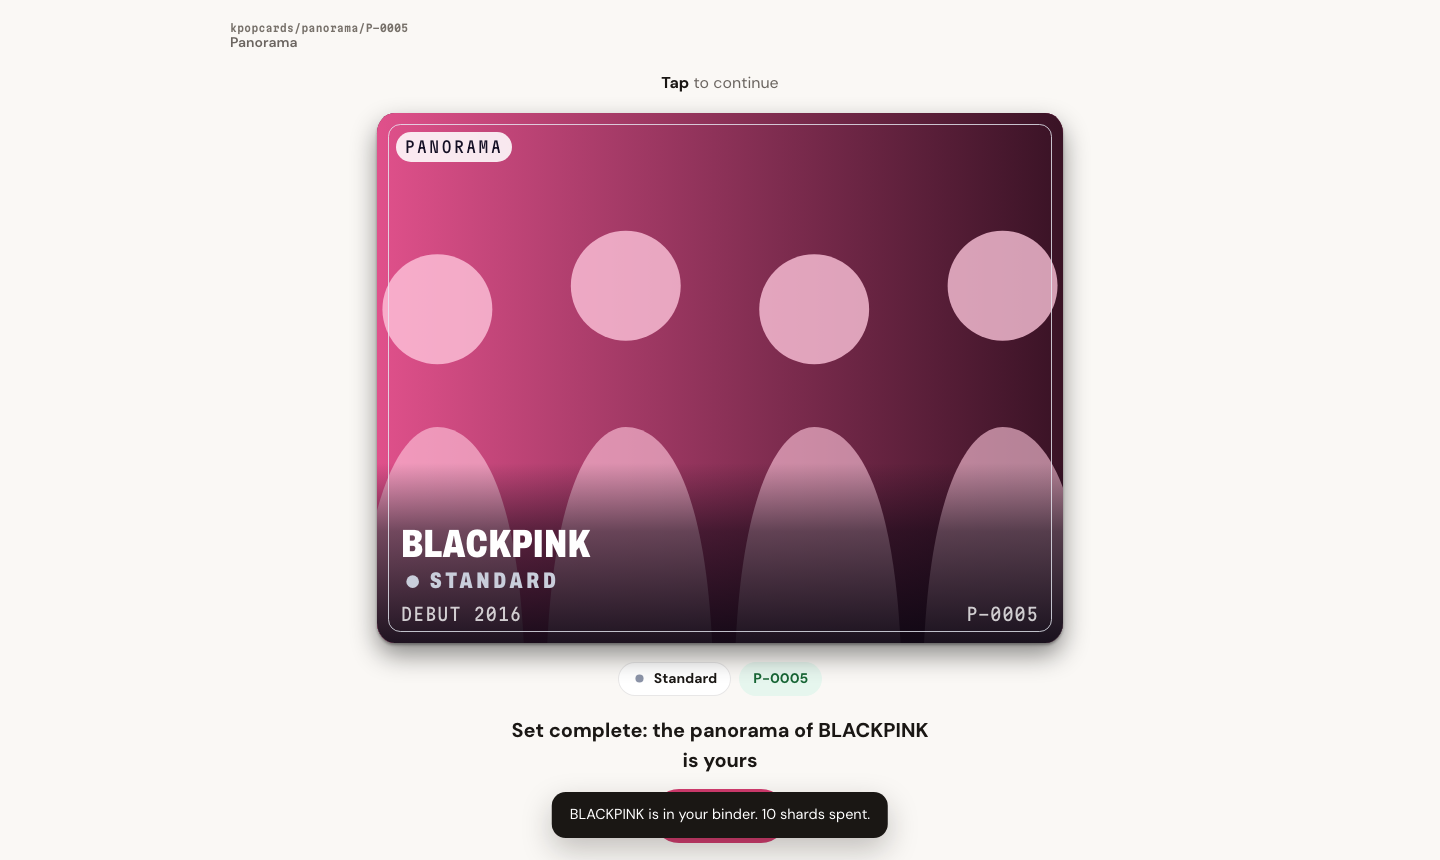 kpopcards/panorama/P-0005
Panorama
Tap to continue
PANORAMA
BLACKPINK
STANDARD
DEBUT 2016
P-0005
Standard
P-0005
Set complete: the panorama of BLACKPINK
is yours
BLACKPINK is in your binder. 10 shards spent.